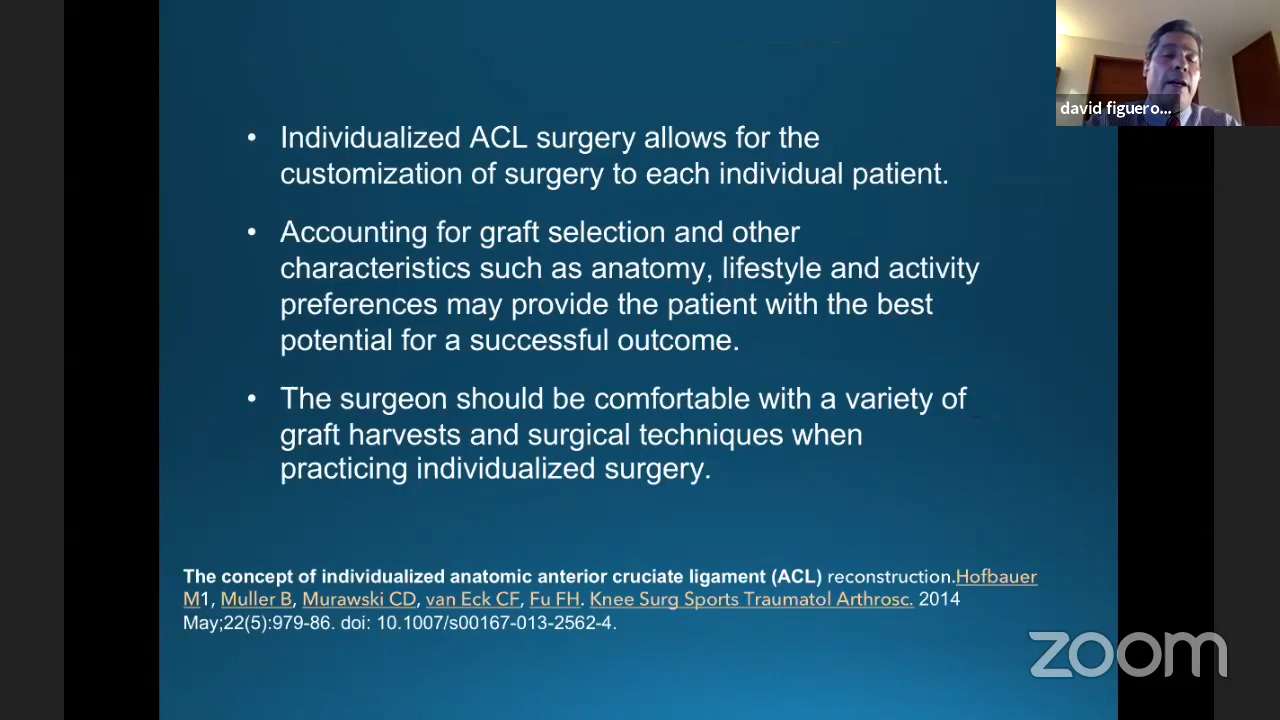 david figuero...
• Individualized ACL surgery allows for the
customization of surgery to each individual patient.
• Accounting for graft selection and other
characteristics such as anatomy, lifestyle and activity
preferences may provide the patient with the best
potential for a successful outcome.
• The surgeon should be comfortable with a variety of
graft harvests and surgical techniques when
practicing individualized surgery.
The concept of individualized anatomic anterior cruciate ligament (ACL) reconstruction.Hofbauer
M1, Muller B, Murawski CD, van Eck CF, Fu FH. Knee Surg Sports Traumatol Arthrosc. 2014
May;22(5):979-86. doi: 10.1007/s00167-013-2562-4.
zoom